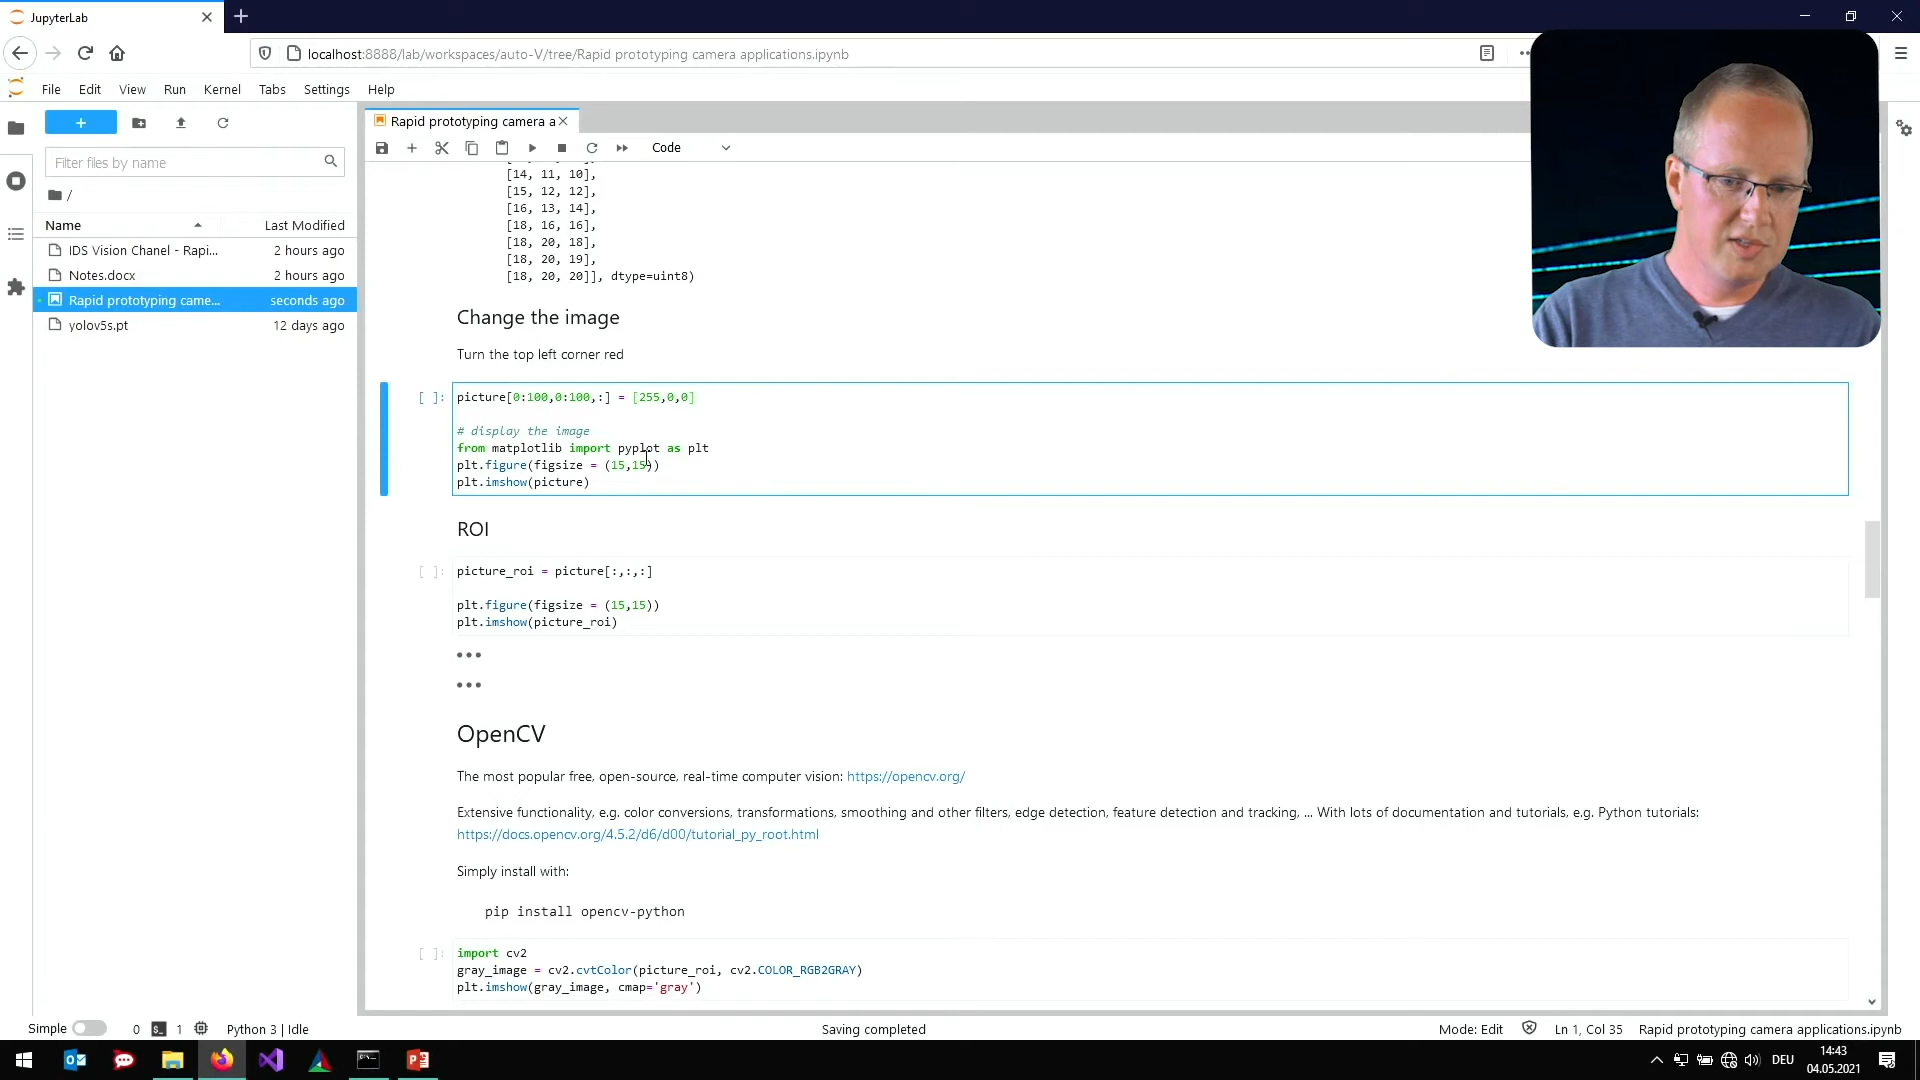 JupyterLab
localhost:8888/lab/workspaces/auto-V/tree/Rapid prototyping camera applications.ipynb
File Edit View Run Kernel Tabs Settings Help
Filter files by name
/
Name Last Modified
IDS Vision Chanel - Rapi... 2 hours ago
Notes.docx 2 hours ago
Rapid prototyping came... seconds ago
yolov5s.pt 12 days ago
Rapid prototyping camera a
Code
[14, 11, 10],
[15, 12, 12],
[16, 13, 14],
[18, 16, 16],
[18, 20, 18],
[18, 20, 19],
[18, 20, 20]], dtype=uint8)
Change the image
Turn the top left corner red
[ ]: picture[0:100,0:100,:] = [255,0,0]
# display the image
from matplotlib import pyplot as plt
plt.figure(figsize = (15,15))
plt.imshow(picture)
ROI
[ ]: picture_roi = picture[:,:,:]
plt.figure(figsize = (15,15))
plt.imshow(picture_roi)
OpenCV
The most popular free, open-source, real-time computer vision: https://opencv.org/
Extensive functionality, e.g. color conversions, transformations, smoothing and other filters, edge detection, feature detection and tracking, ... With lots of documentation and tutorials, e.g. Python tutorials:
https://docs.opencv.org/4.5.2/d6/d00/tutorial_py_root.html
Simply install with:
pip install opencv-python
[ ]: import cv2
gray_image = cv2.cvtColor(picture_roi, cv2.COLOR_RGB2GRAY)
plt.imshow(gray_image, cmap='gray')
Simple 0 1 Python 3 | Idle Saving completed Mode: Edit Ln 1, Col 35 Rapid prototyping camera applications.ipynb
DEU 14:43
04.05.2021